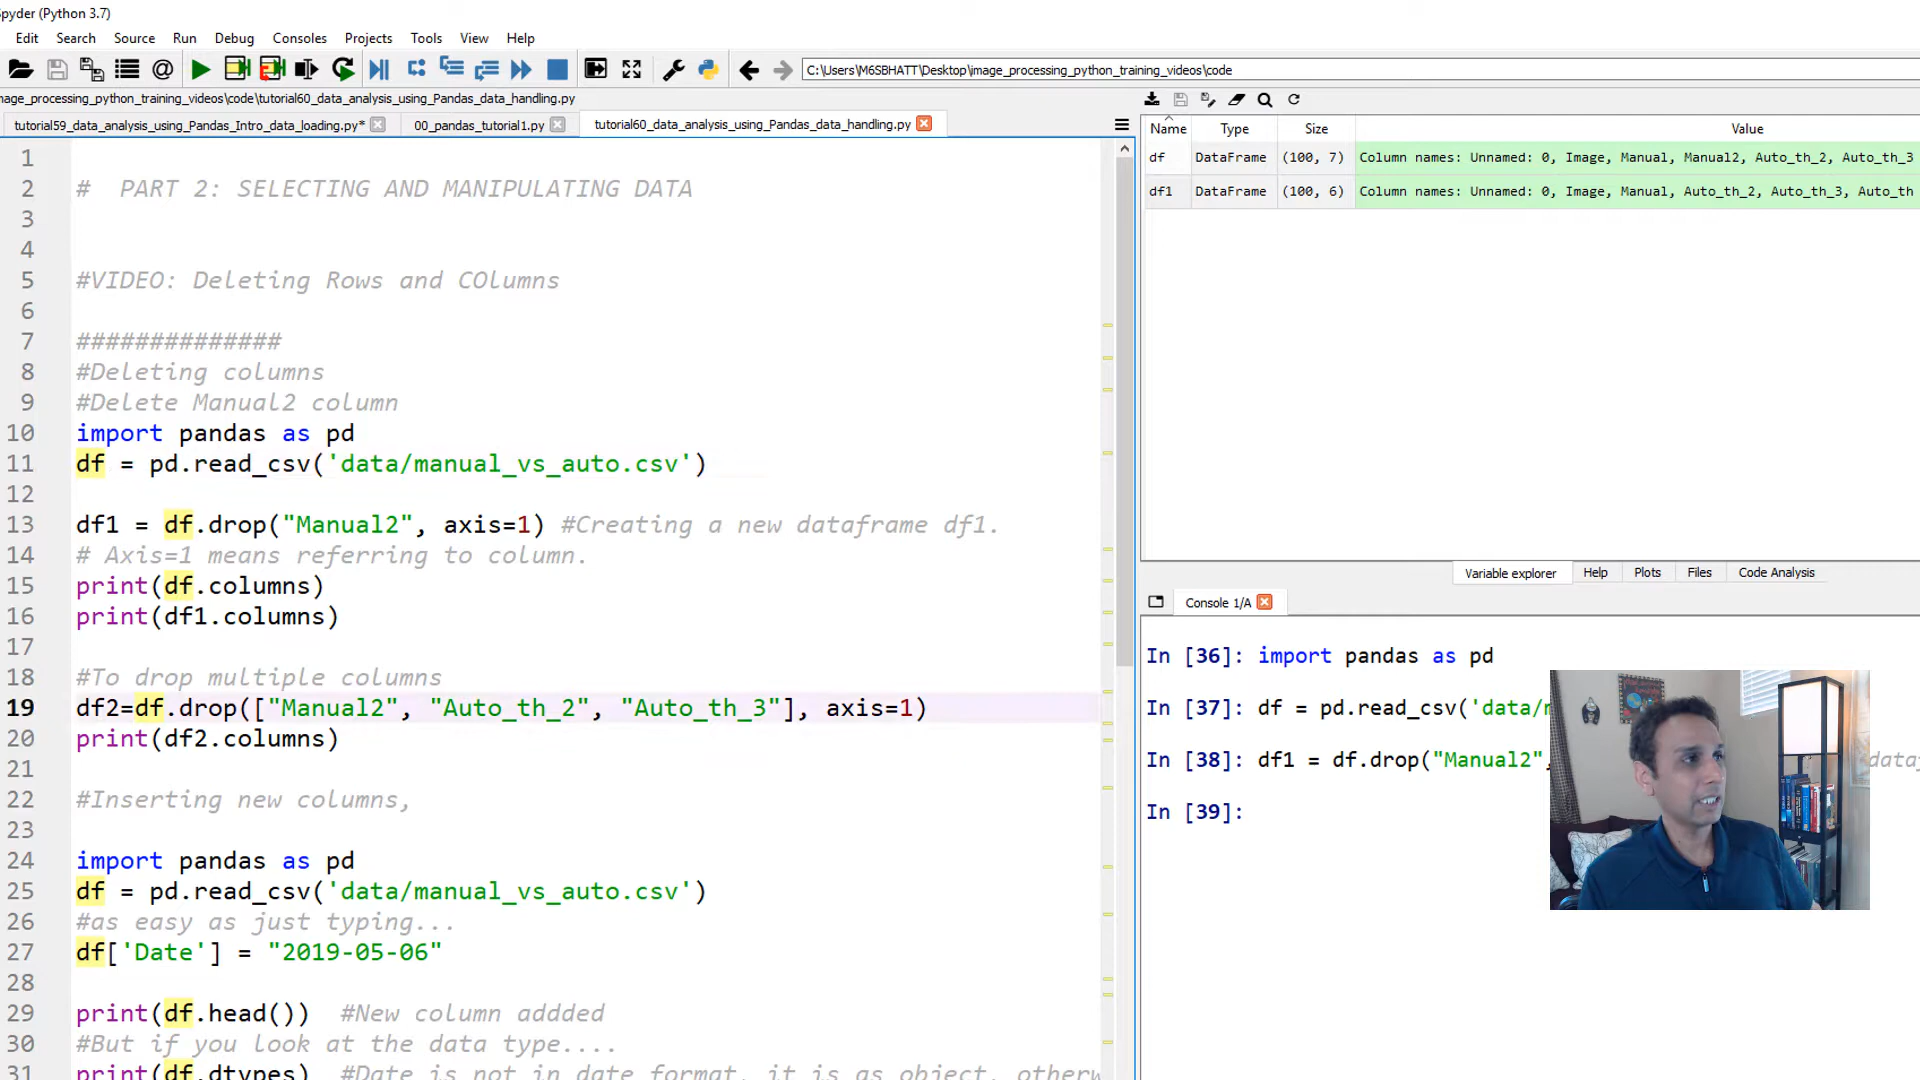 Spyder (Python 3.7)
Edit Search Source Run Debug Consoles Projects Tools View Help
C:\Users\M6SBHATT\Desktop\image_processing_python_training_videos\code
mage_processing_python_training_videos\code\tutorial60_data_analysis_using_Pandas_data_handling.py
tutorial59_data_analysis_using_Pandas_Intro_data_loading.py* 00_pandas_tutorial1.py tutorial60_data_analysis_using_Pandas_data_handling.py
1
2 # PART 2: SELECTING AND MANIPULATING DATA
3
4
5 #VIDEO: Deleting Rows and COlumns
6
7 ##############
8 #Deleting columns
9 #Delete Manual2 column
10 import pandas as pd
11 df = pd.read_csv('data/manual_vs_auto.csv')
12
13 df1 = df.drop("Manual2", axis=1) #Creating a new dataframe df1.
14 # Axis=1 means referring to column.
15 print(df.columns)
16 print(df1.columns)
17
18 #To drop multiple columns
19 df2=df.drop(["Manual2", "Auto_th_2", "Auto_th_3"], axis=1)
20 print(df2.columns)
21
22 #Inserting new columns,
23
24 import pandas as pd
25 df = pd.read_csv('data/manual_vs_auto.csv')
26 #as easy as just typing...
27 df['Date'] = "2019-05-06"
28
29 print(df.head()) #New column addded
30 #But if you look at the data type....
31 print(df.dtypes) #Date is not in date format, it is as object, otherw
Name Type Size Value
df DataFrame (100, 7) Column names: Unnamed: 0, Image, Manual, Manual2, Auto_th_2, Auto_th_3
df1 DataFrame (100, 6) Column names: Unnamed: 0, Image, Manual, Auto_th_2, Auto_th_3, Auto_th
Variable explorer Help Plots Files Code Analysis
Console 1/A
In [36]: import pandas as pd
In [37]: df = pd.read_csv('data/m
In [38]: df1 = df.drop("Manual2", data
In [39]: